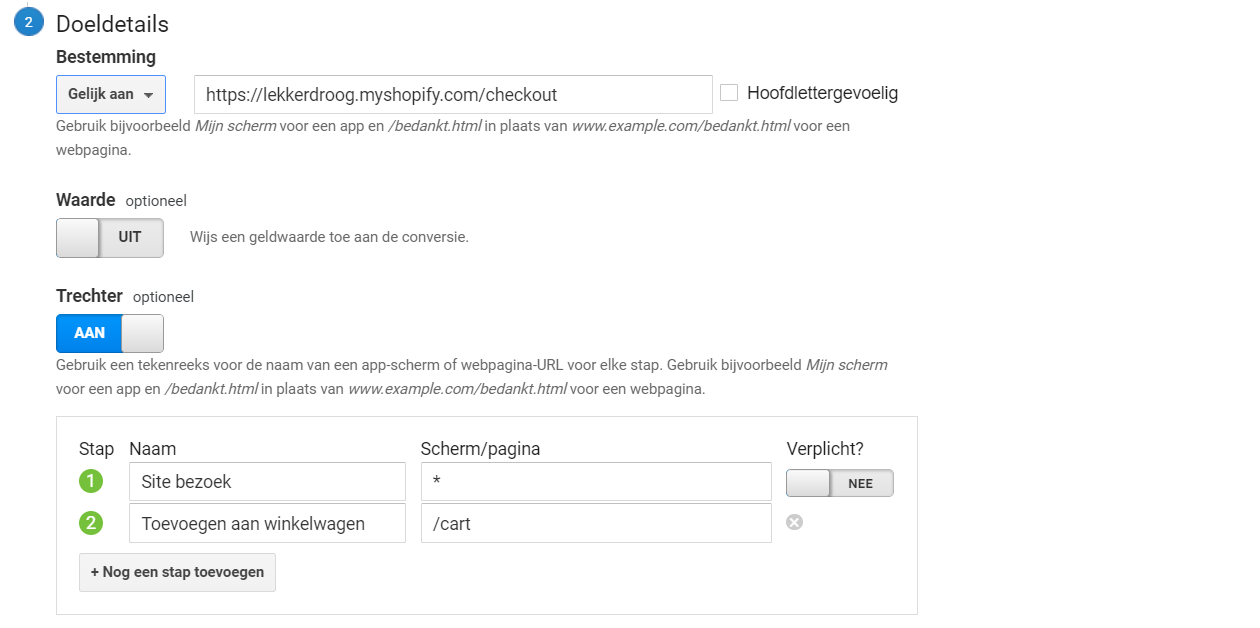 2 Doeldetails
Bestemming
Gelijk aan https://lekkerdroog.myshopify.com/checkout Hoofdlettergevoelig
Gebruik bijvoorbeeld Mijn scherm voor een app en /bedankt.html in plaats van www.example.com/bedankt.html voor een
webpagina.
Waarde optioneel
UIT Wijs een geldwaarde toe aan de conversie.
Trechter optioneel
AAN
Gebruik een tekenreeks voor de naam van een app-scherm of webpagina-URL voor elke stap. Gebruik bijvoorbeeld Mijn scherm
voor een app en /bedankt.html in plaats van www.example.com/bedankt.html voor een webpagina.
Stap Naam Scherm/pagina Verplicht?
1 Site bezoek * NEE
2 Toevoegen aan winkelwagen /cart
+ Nog een stap toevoegen